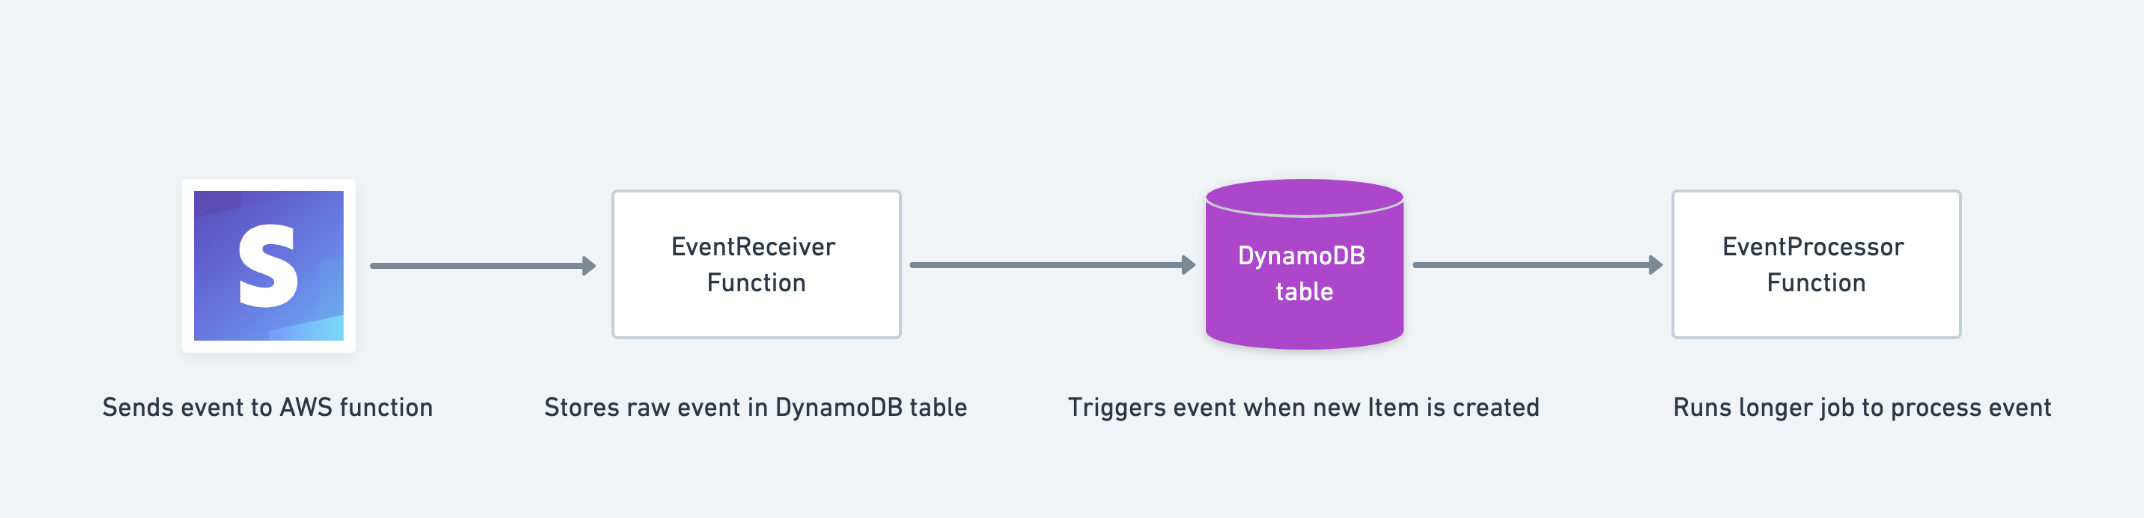 S
EventReceiver
Function
DynamoDB
table
EventProcessor
Function
Sends event to AWS function
Stores raw event in DynamoDB table
Triggers event when new Item is created
Runs longer job to process event